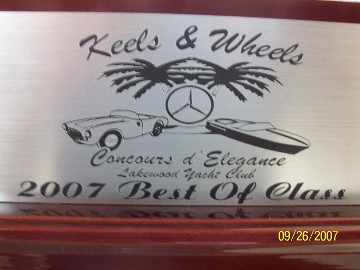 Keels & Wheels
Concours d'Elegance
Lakewood Yacht Club
2007 Best Of Class
09/26/2007